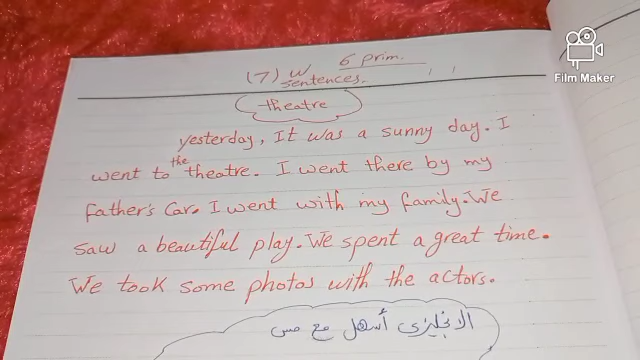 6 prim.
(7) w
sentences.
theatre
yesterday, It was a sunny day. I
went to the theatre. I went there by my
father's Car. I went with my family. We
saw a beautiful play. We spent a great time.
We took some photos with the actors.
الانجليزى أسهل مع مس
Film Maker